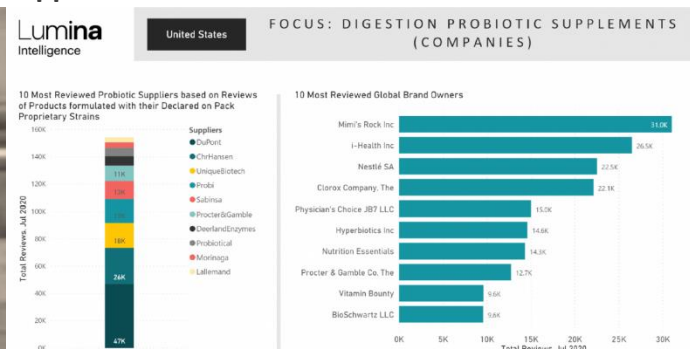 Lumina
Intelligence
United States
FOCUS: DIGESTION PROBIOTIC SUPPLEMENTS
(COMPANIES)
10 Most Reviewed Probiotic Suppliers based on Reviews
of Products formulated with their Declared on Pack
Proprietary Strains
160K
140K
120K
100K
80K
60K
40K
20K
Total Reviews, Jul 2020
11K
13K
18K
26K
47K
Suppliers
DuPont
ChrHansen
UniqueBiotech
Probi
Sabinsa
Procter&Gamble
DeerlandEnzymes
Probiotical
Morinaga
Lallemand
10 Most Reviewed Global Brand Owners
Mimi's Rock Inc
31.0K
i-Health Inc
26.5K
Nestlé SA
22.5K
Clorox Company, The
22.1K
Physician's Choice JB7 LLC
15.0K
Hyperbiotics Inc
14.6K
Nutrition Essentials
14.3K
Procter & Gamble Co, The
12.7K
Vitamin Bounty
9.6K
BioSchwartz LLC
9.6K
0K 5K 10K 15K 20K 25K 30K
Total Reviews, Jul 2020